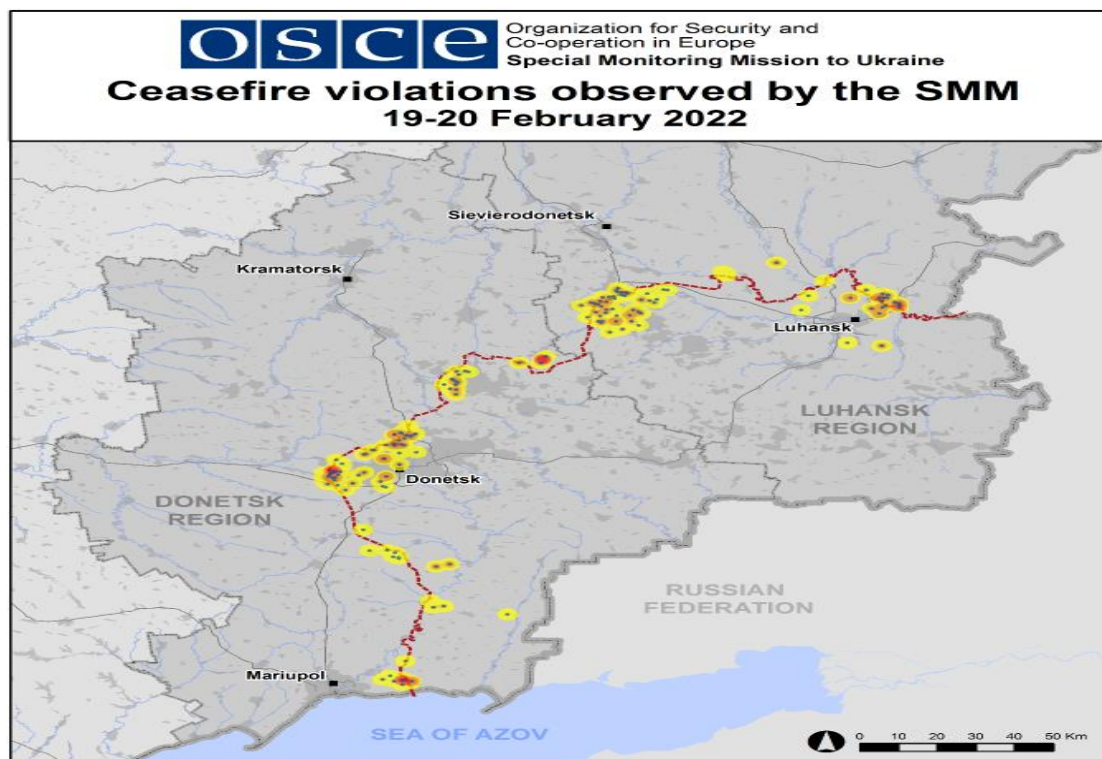 osce
Organization for Security and
Co-operation in Europe
Special Monitoring Mission to Ukraine
Ceasefire violations observed by the SMM
19-20 February 2022
Sievierodonetsk
Kramatorsk
Luhansk
LUHANSK
REGION
Donetsk
DONETSK
REGION
RUSSIAN
FEDERATION
Mariupol
SEA OF AZOV
0 10 20 30 40 50 Km